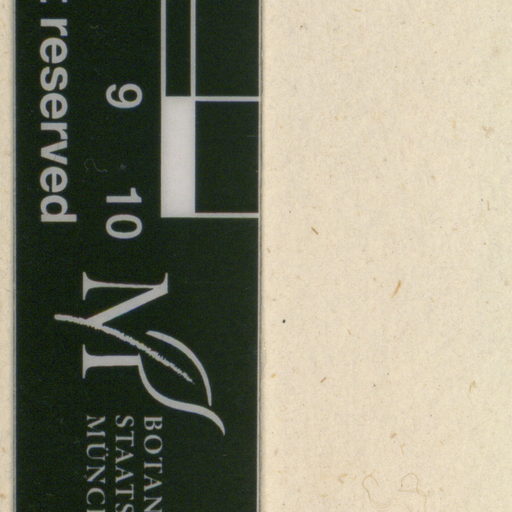 reserved
9 10
M
BOTAN
STAATS
MÜNC